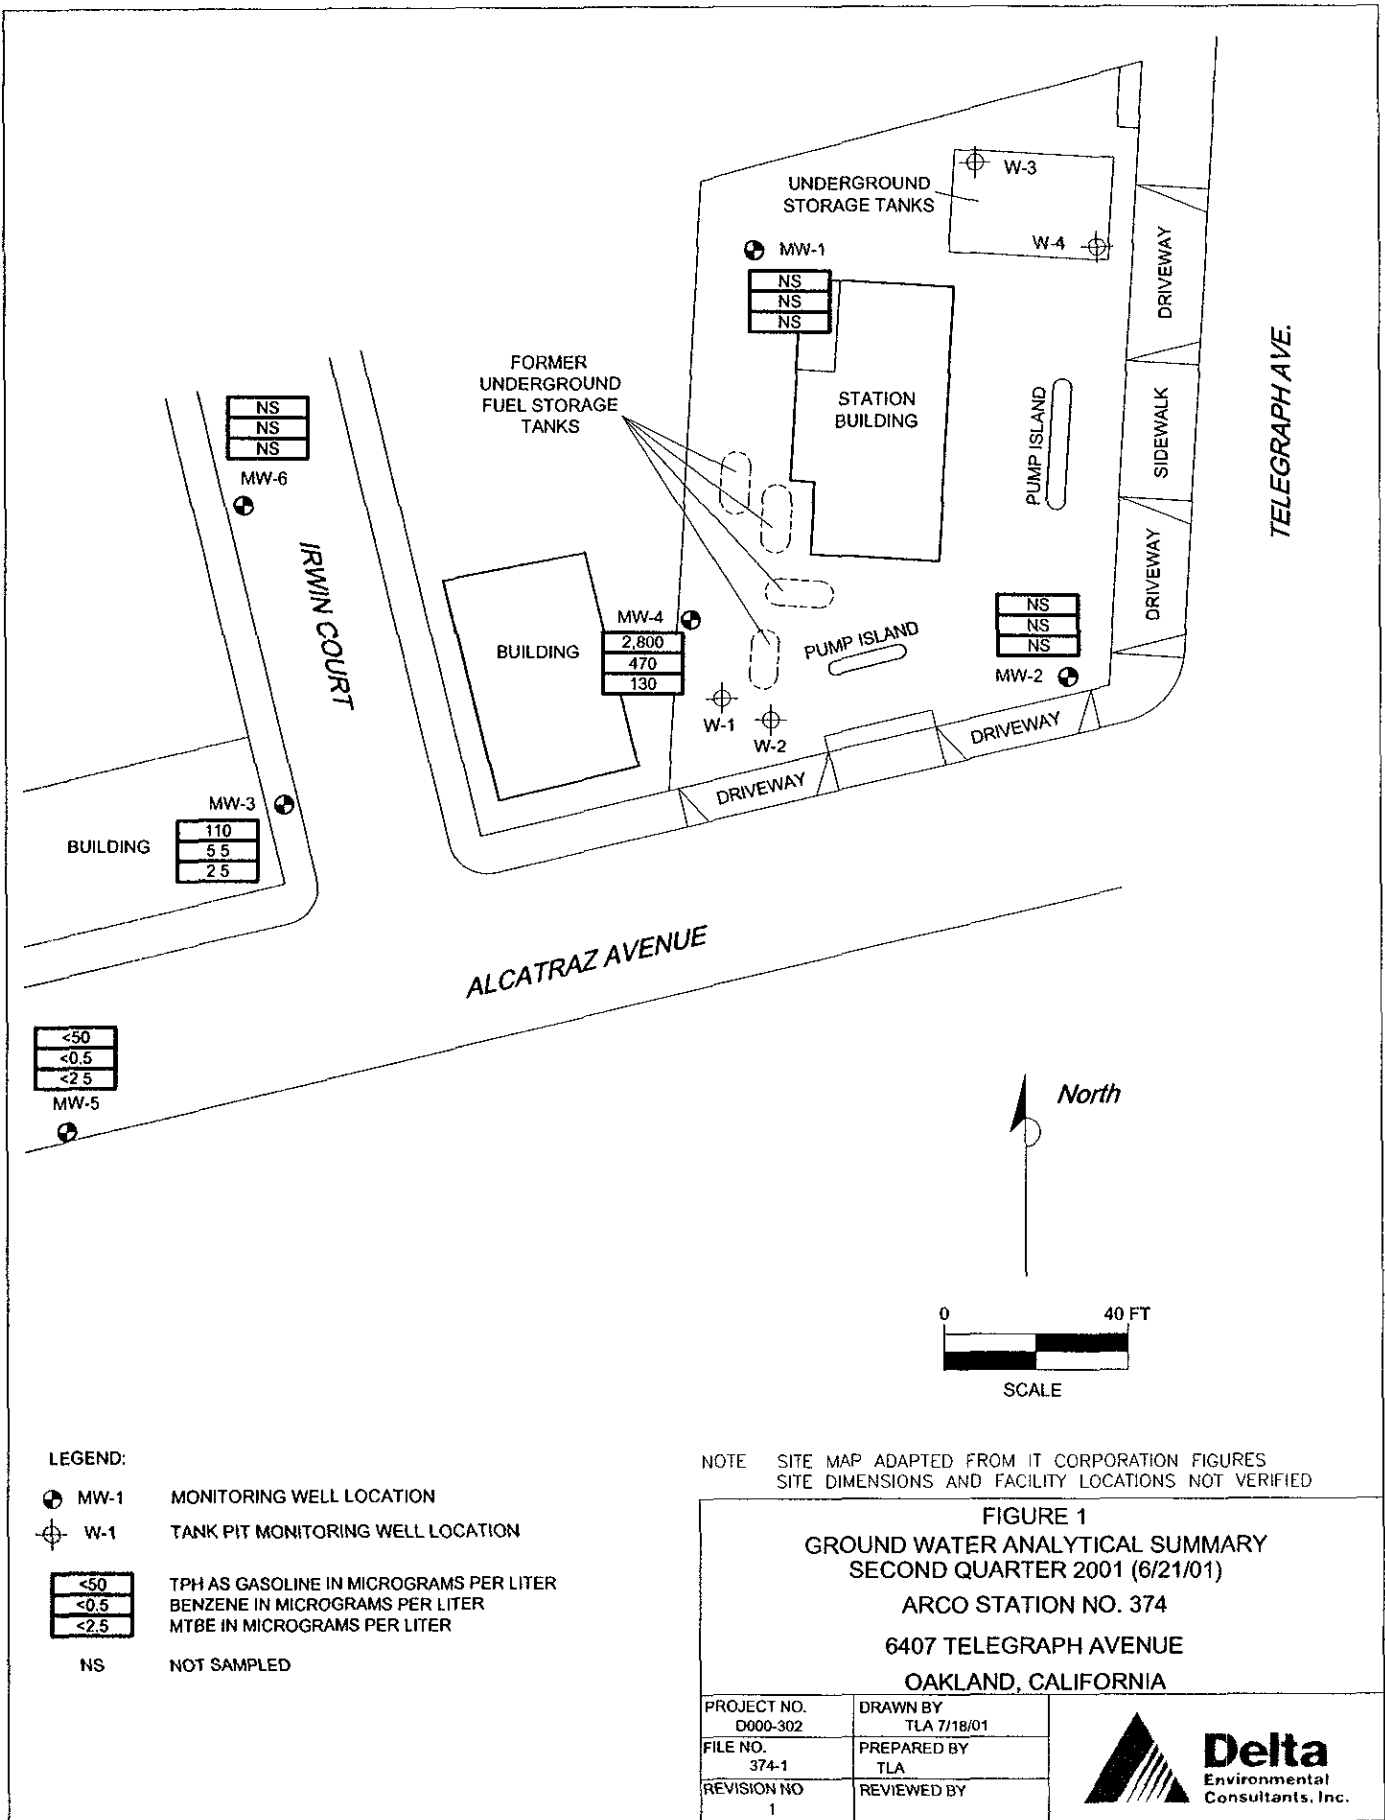 W-3
UNDERGROUND
STORAGE TANKS
W-4
MW-1
NS
NS
NS
DRIVEWAY
TELEGRAPH AVE.
FORMER
UNDERGROUND
FUEL STORAGE
TANKS
STATION
BUILDING
PUMP ISLAND
SIDEWALK
NS
NS
NS
MW-6
IRWIN COURT
DRIVEWAY
NS
NS
NS
MW-2
MW-4
2,800
470
130
BUILDING
PUMP ISLAND
W-1
W-2
DRIVEWAY
DRIVEWAY
MW-3
110
5 5
2 5
BUILDING
ALCATRAZ AVENUE
<50
<0.5
<2 5
MW-5
North
0 40 FT
SCALE
LEGEND:
MW-1 MONITORING WELL LOCATION
W-1 TANK PIT MONITORING WELL LOCATION
<50 TPH AS GASOLINE IN MICROGRAMS PER LITER
<0.5 BENZENE IN MICROGRAMS PER LITER
<2.5 MTBE IN MICROGRAMS PER LITER
NS NOT SAMPLED
NOTE SITE MAP ADAPTED FROM IT CORPORATION FIGURES
SITE DIMENSIONS AND FACILITY LOCATIONS NOT VERIFIED
FIGURE 1
GROUND WATER ANALYTICAL SUMMARY
SECOND QUARTER 2001 (6/21/01)
ARCO STATION NO. 374
6407 TELEGRAPH AVENUE
OAKLAND, CALIFORNIA
PROJECT NO.
D000-302
DRAWN BY
TLA 7/18/01
FILE NO.
374-1
PREPARED BY
TLA
REVISION NO
1
REVIEWED BY
Delta
Environmental
Consultants, Inc.